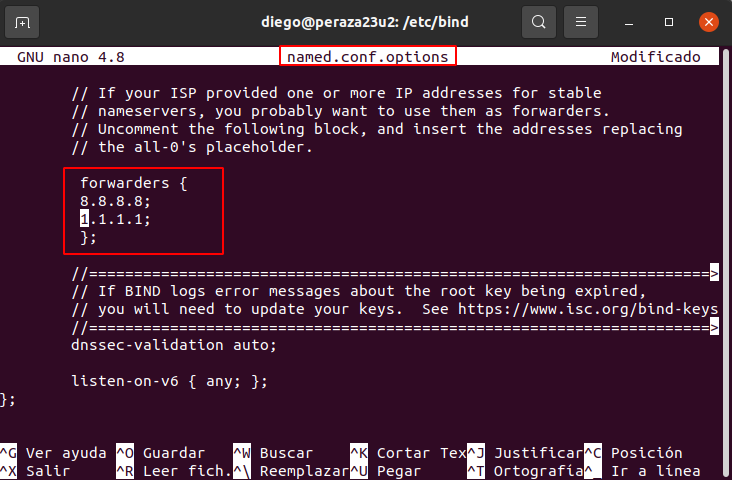 diego@peraza23u2: /etc/bind
GNU nano 4.8 named.conf.options Modificado
// If your ISP provided one or more IP addresses for stable
// nameservers, you probably want to use them as forwarders.
// Uncomment the following block, and insert the addresses replacing
// the all-0's placeholder.
forwarders {
8.8.8.8;
1.1.1.1;
};
//=====================================================================>
// If BIND logs error messages about the root key being expired,
// you will need to update your keys.  See https://www.isc.org/bind-keys
//=====================================================================>
dnssec-validation auto;
listen-on-v6 { any; };
};
^G Ver ayuda ^O Guardar ^W Buscar ^K Cortar Tex^J Justificar^C Posición
^X Salir ^R Leer fich.^\ Reemplazar^U Pegar ^T Ortografía^_ Ir a línea